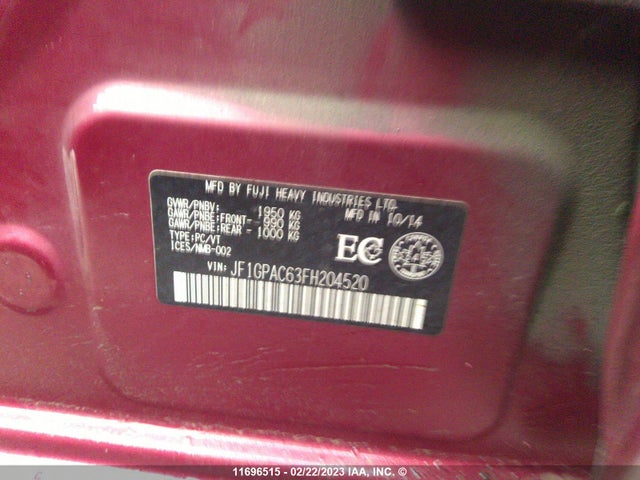 MFD BY FUJI HEAVY INDUSTRIES LTD.
GVWR/PNBV: 1950 KG MFD IN 10/14
GAWR/PNBE:FRONT- 990 KG
GAWR/PNBE:REAR - 1000 KG
TYPE:PC/VT
ICES/NMB-002
EC
VIN: JF1GPAC63FH204520
11696515 - 02/22/2023 IAA, INC. ©